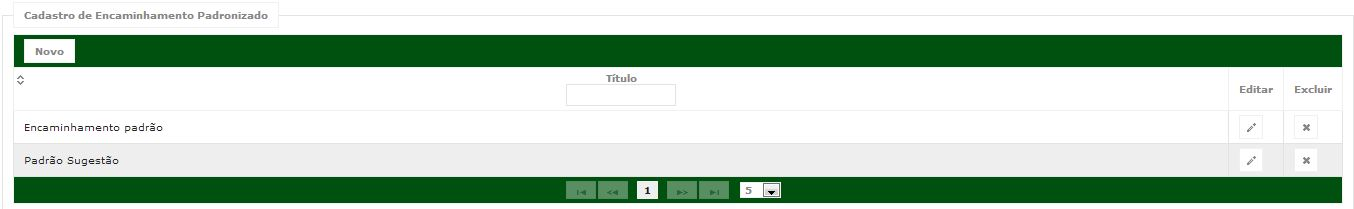 Cadastro de Encaminhamento Padronizado
Novo
Título
Editar
Excluir
Encaminhamento padrão
Padrão Sugestão
1
5